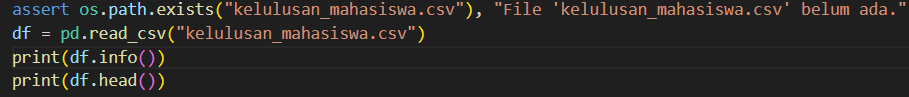 assert os.path.exists("kelulusan_mahasiswa.csv"), "File 'kelulusan_mahasiswa.csv' belum ada."
df = pd.read_csv("kelulusan_mahasiswa.csv")
print(df.info())
print(df.head())